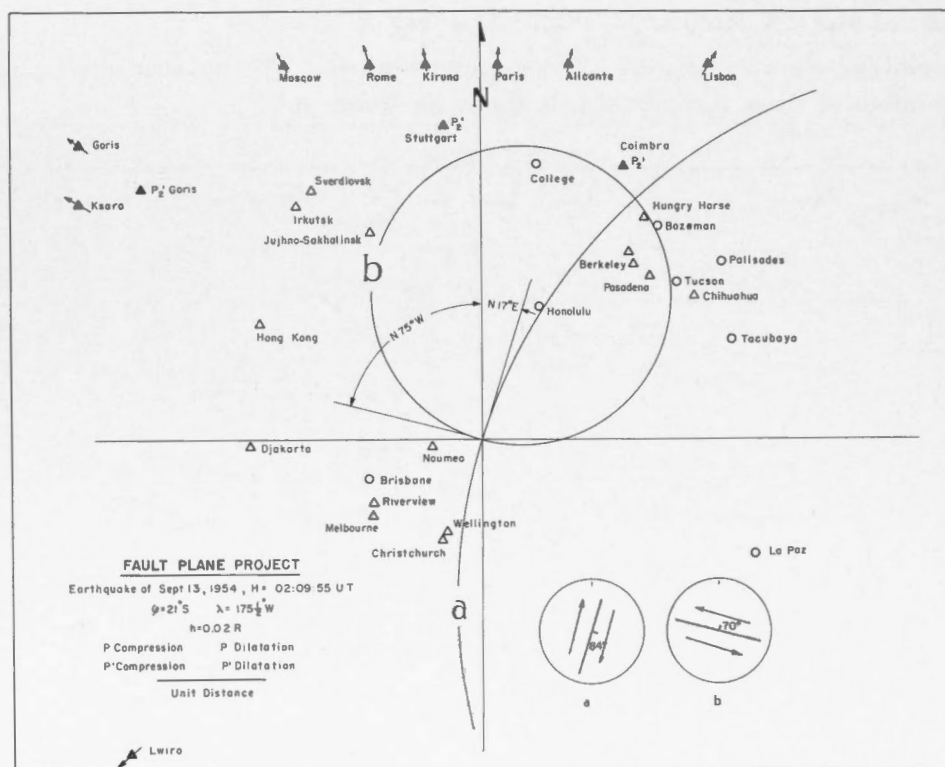 Moscow Rome Kiruna Paris Alicante Lisbon
N
Stuttgart P₂'
Coimbra
P₂'
Goris
College
P₂' Goris
Sverdlovsk
Ksara
Irkutsk
Hungry Horse
Bozeman
Jujhno-Sakhalinsk
b
Berkeley
Palisades
Pasadena
Tucson
Chihuahua
N 17°E
Honolulu
N 75° W
Hong Kong
Tacubaya
Djakarta
Noumea
Brisbane
Riverview
Melbourne
Wellington
Christchurch
La Paz
FAULT PLANE PROJECT
Earthquake of Sept 13, 1954, H= 02:09:55 UT
φ=21°S λ= 175½°W
h=0.02 R
P Compression P Dilatation
P' Compression P' Dilatation
Unit Distance
a
84°
70°
a b
Lwiro